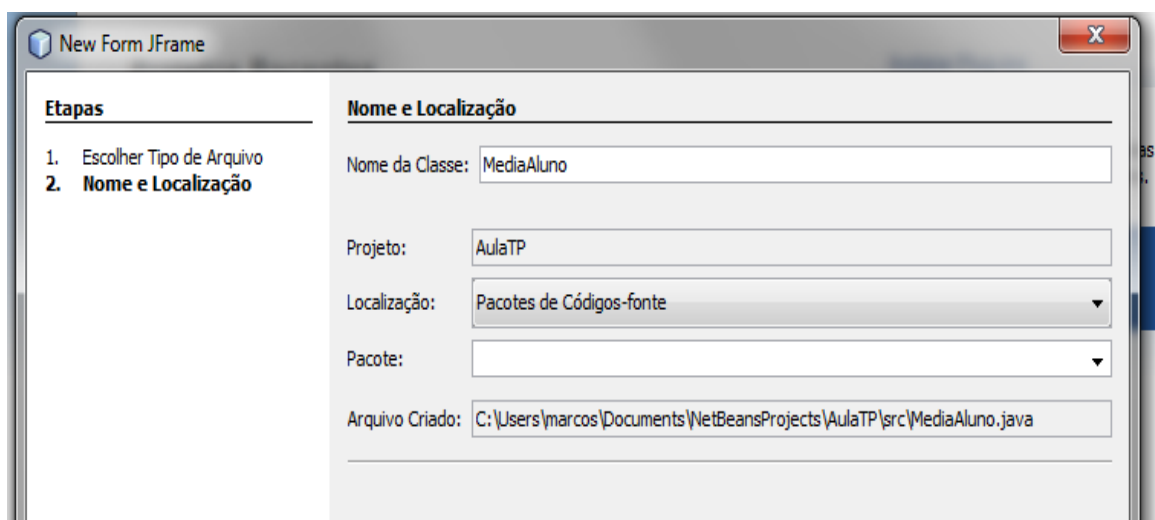 New Form JFrame
X
Etapas
1. Escolher Tipo de Arquivo
2. Nome e Localização
Nome e Localização
Nome da Classe: MediaAluno
Projeto: AulaTP
Localização: Pacotes de Códigos-fonte
Pacote:
Arquivo Criado: C:\Users\marcos\Documents\NetBeansProjects\AulaTP\src\MediaAluno.java